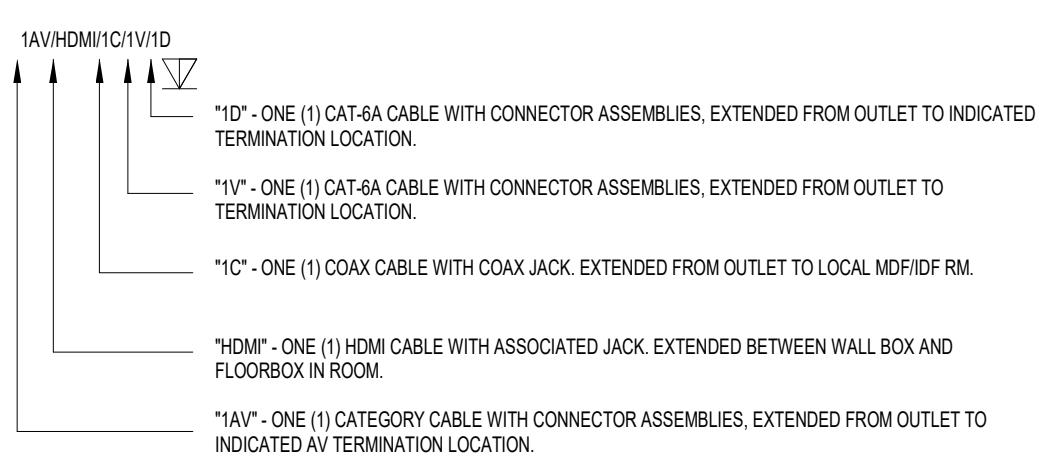 1AV/HDMI/1C/1V/1D
"1D" - ONE (1) CAT-6A CABLE WITH CONNECTOR ASSEMBLIES, EXTENDED FROM OUTLET TO INDICATED
TERMINATION LOCATION.
"1V" - ONE (1) CAT-6A CABLE WITH CONNECTOR ASSEMBLIES, EXTENDED FROM OUTLET TO
TERMINATION LOCATION.
"1C" - ONE (1) COAX CABLE WITH COAX JACK. EXTENDED FROM OUTLET TO LOCAL MDF/IDF RM.
"HDMI" - ONE (1) HDMI CABLE WITH ASSOCIATED JACK. EXTENDED BETWEEN WALL BOX AND
FLOORBOX IN ROOM.
"1AV" - ONE (1) CATEGORY CABLE WITH CONNECTOR ASSEMBLIES, EXTENDED FROM OUTLET TO
INDICATED AV TERMINATION LOCATION.